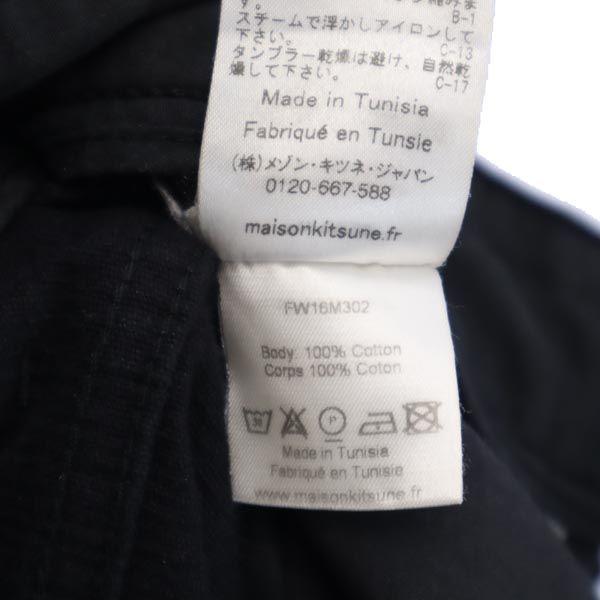 す。
B-1
スチームで浮かしアイロンして
下さい。
C-13
タンブラー乾燥は避け、自然乾
燥して下さい。
C-17
Made in Tunisia
Fabriqué en Tunsie
(株)メゾン・キツネ・ジャパン
0120-667-588
maisonkitsune.fr
FW16M302
Body: 100% Cotton
Corps 100% Coton
30 P
Made in Tunisia
Fabriqué en Tunisie
www.maisonkitsune.fr